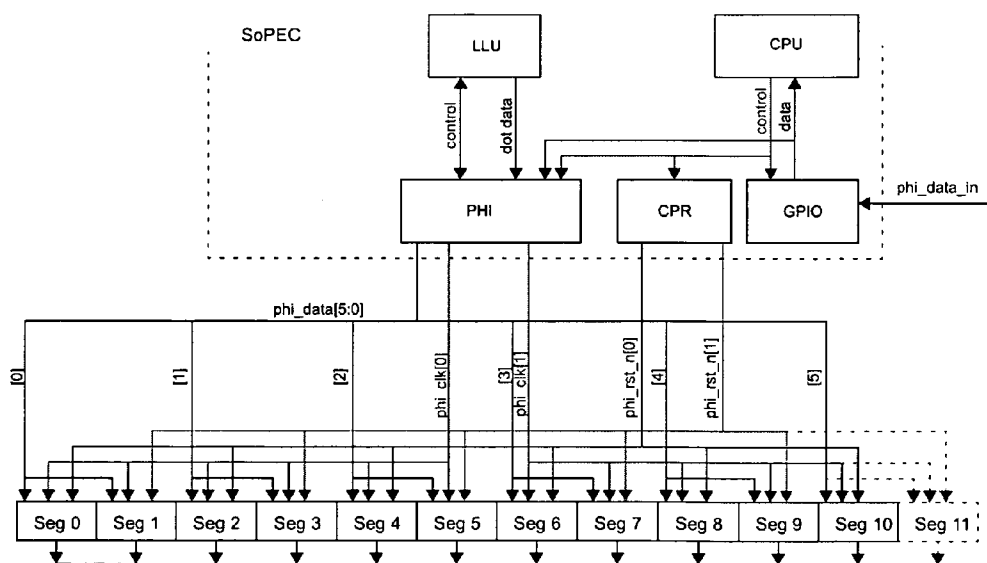 SoPEC
LLU
CPU
control
dot data
control
data
PHI
CPR
GPIO
phi_data_in
phi_data[5:0]
[0]
[1]
[2]
phi_clk[0]
[3]
phi_clk[1]
phi_rst_n[0]
[4]
phi_rst_n[1]
[5]
Seg 0
Seg 1
Seg 2
Seg 3
Seg 4
Seg 5
Seg 6
Seg 7
Seg 8
Seg 9
Seg 10
Seg 11